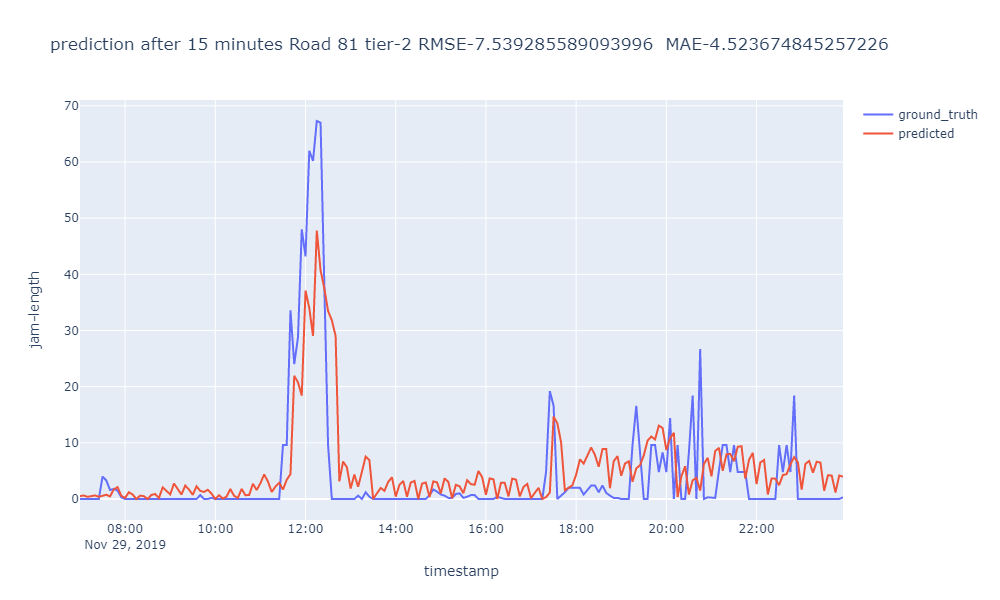 prediction after 15 minutes Road 81 tier-2 RMSE-7.539285589093996  MAE-4.523674845257226
ground_truth
predicted
70
60
50
40
30
20
10
0
jam-length
08:00 10:00 12:00 14:00 16:00 18:00 20:00 22:00
Nov 29, 2019
timestamp